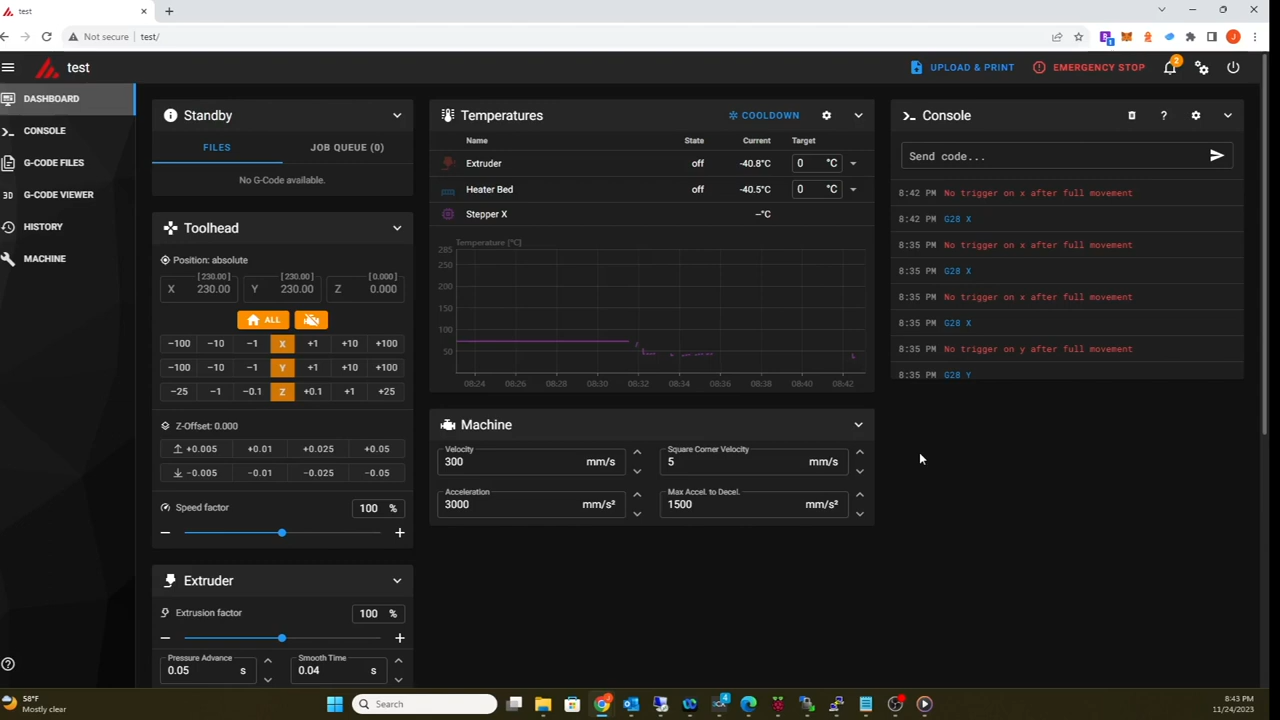 test
Not secure test/
test
UPLOAD & PRINT
EMERGENCY STOP
2
DASHBOARD
CONSOLE
G-CODE FILES
3D G-CODE VIEWER
HISTORY
MACHINE
Standby
FILES JOB QUEUE (0)
No G-Code available.
Toolhead
Position: absolute
[230.00] [230.00] [0.000]
X 230.00 Y 230.00 Z 0.000
ALL
-100 -10 -1 X +1 +10 +100
-100 -10 -1 Y +1 +10 +100
-25 -1 -0.1 Z +0.1 +1 +25
Z-Offset: 0.000
+0.005 +0.01 +0.025 +0.05
-0.005 -0.01 -0.025 -0.05
Speed factor 100 %
Extruder
Extrusion factor 100 %
Pressure Advance Smooth Time
0.05 s 0.04 s
Temperatures
COOLDOWN
Name State Current Target
Extruder off -40.8°C 0 °C
Heater Bed off -40.5°C 0 °C
Stepper X --°C
Temperature [°C]
285
250
200
150
100
50
08:24 08:26 08:28 08:30 08:32 08:34 08:36 08:38 08:40 08:42
Machine
Velocity Square Corner Velocity
300 mm/s 5 mm/s
Acceleration Max Accel. to Decel.
3000 mm/s² 1500 mm/s²
Console
Send code...
8:42 PM No trigger on x after full movement
8:42 PM G28 X
8:35 PM No trigger on x after full movement
8:35 PM G28 X
8:35 PM No trigger on x after full movement
8:35 PM G28 X
8:35 PM No trigger on y after full movement
8:35 PM G28 Y
58°F
Mostly clear
Search
8:43 PM
11/24/2023